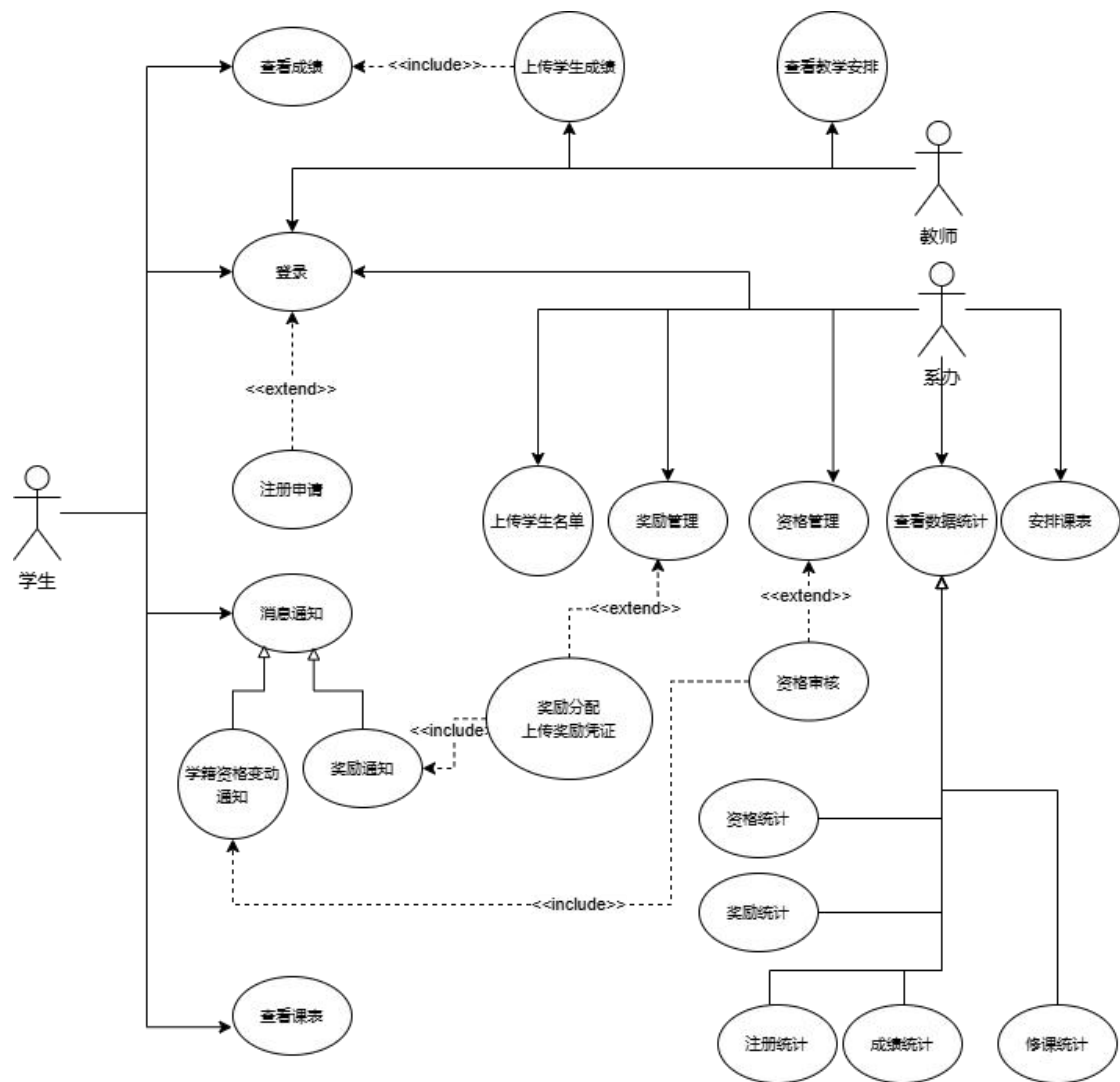 查看成绩
<<include>>
上传学生成绩
查看教学安排
教师
登录
系办
<<extend>>
注册申请
上传学生名单
奖励管理
资格管理
查看数据统计
安排课表
学生
消息通知
<<extend>>
<<extend>>
资格审核
奖励分配
上传奖励凭证
<<include
学籍资格变动
通知
奖励通知
资格统计
<<include>>
奖励统计
查看课表
注册统计
成绩统计
修课统计